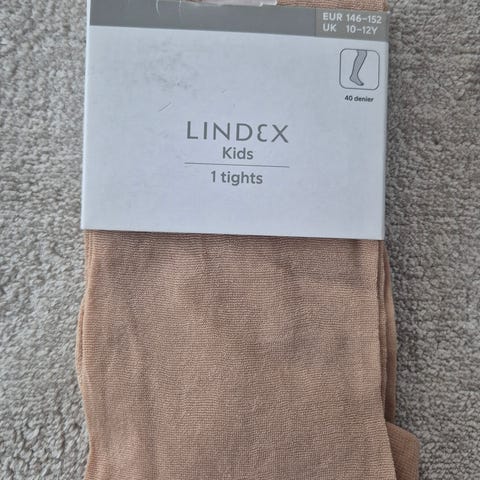 EUR 146–152
UK 10–12Y
40 denier
LINDEX
Kids
1 tights